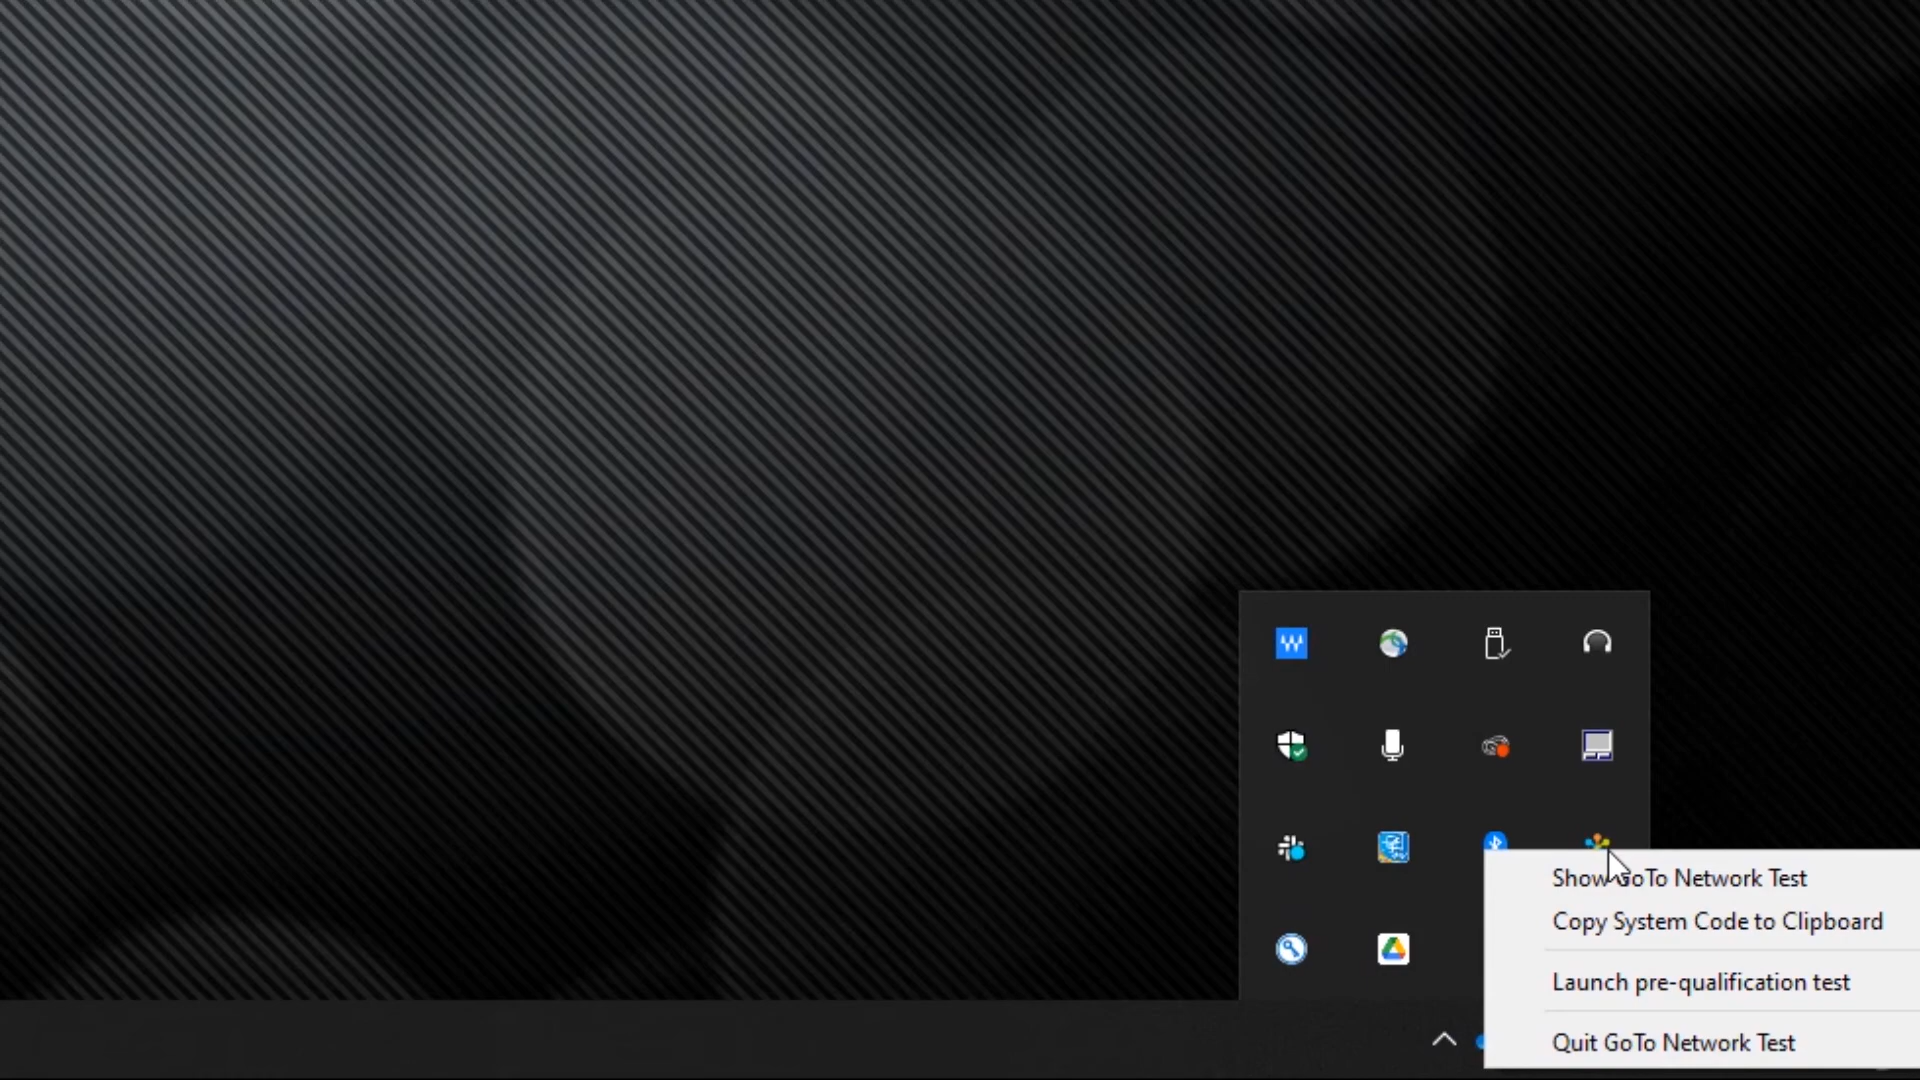 Show GoTo Network Test
Copy System Code to Clipboard
Launch pre-qualification test
Quit GoTo Network Test